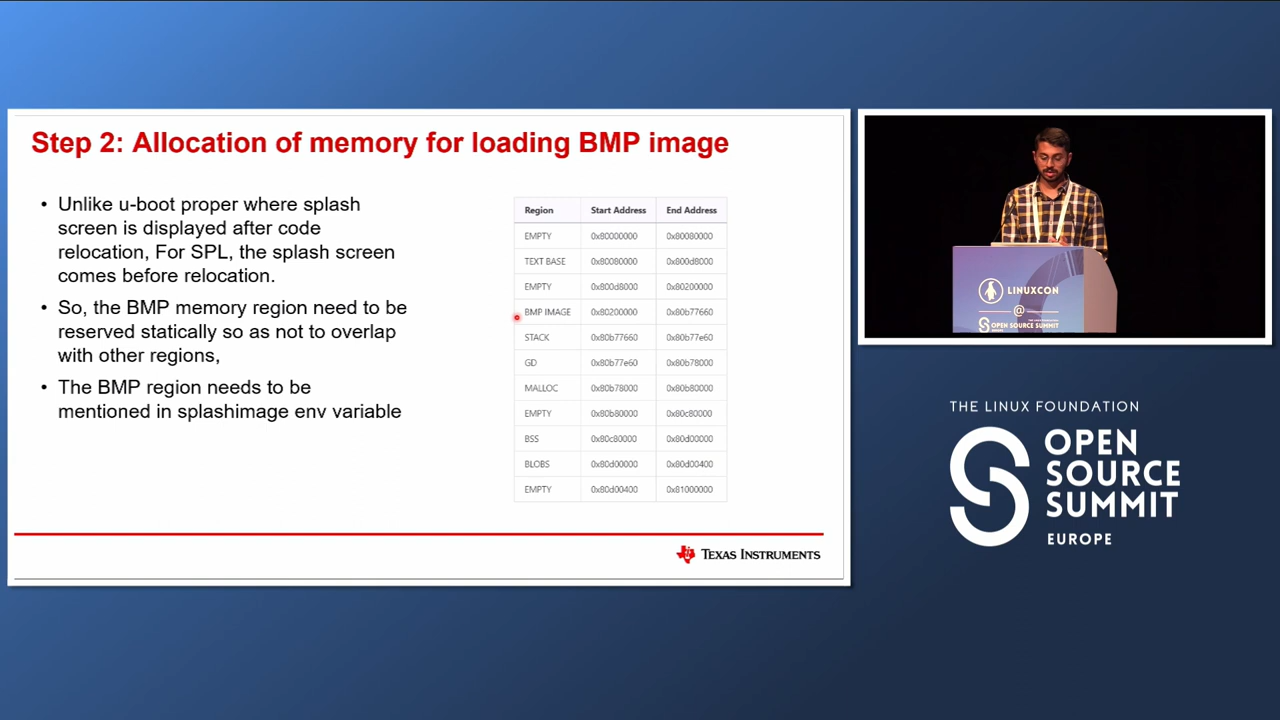 Step 2: Allocation of memory for loading BMP image
• Unlike u-boot proper where splash
screen is displayed after code
relocation, For SPL, the splash screen
comes before relocation.
• So, the BMP memory region need to be
reserved statically so as not to overlap
with other regions,
• The BMP region needs to be
mentioned in splashimage env variable
Region Start Address End Address
EMPTY 0x80000000 0x80080000
TEXT BASE 0x80080000 0x800d8000
EMPTY 0x800d8000 0x80200000
BMP IMAGE 0x80200000 0x80b77660
STACK 0x80b77660 0x80b77e60
GD 0x80b77e60 0x80b78000
MALLOC 0x80b78000 0x80b80000
EMPTY 0x80b80000 0x80c80000
BSS 0x80c80000 0x80d00000
BLOBS 0x80d00000 0x80d00400
EMPTY 0x80d00400 0x81000000
TEXAS INSTRUMENTS
LINUXCON
@
THE LINUX FOUNDATION
OPEN SOURCE SUMMIT
THE LINUX FOUNDATION
OPEN
SOURCE
SUMMIT
EUROPE